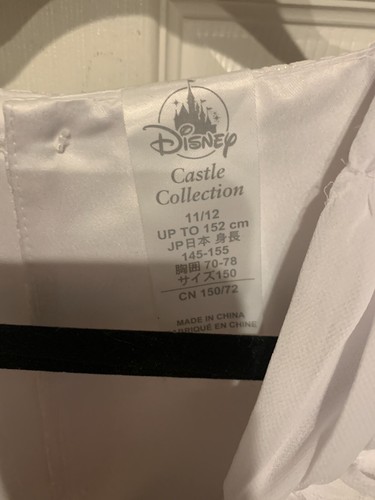 Disney
Castle
Collection
11/12
UP TO 152 cm
JP日本 身長
145-155
胸囲 70-78
サイズ150
CN 150/72
MADE IN CHINA
FABRIQUÉ EN CHINE